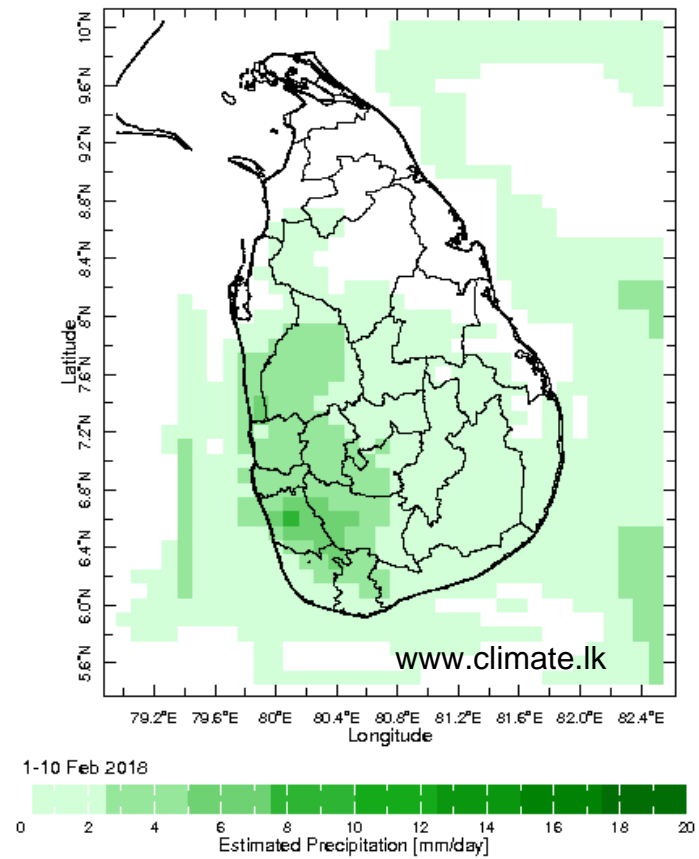 10°N
9.6°N
9.2°N
8.8°N
8.4°N
8°N
7.6°N
7.2°N
6.8°N
6.4°N
6.0°N
5.6°N
Latitude
www.climate.lk
79.2°E 79.6°E 80°E 80.4°E 80.8°E 81.2°E 81.6°E 82.0°E 82.4°E
Longitude
1-10 Feb 2018
0 2 4 6 8 10 12 14 16 18 20
Estimated Precipitation [mm/day]